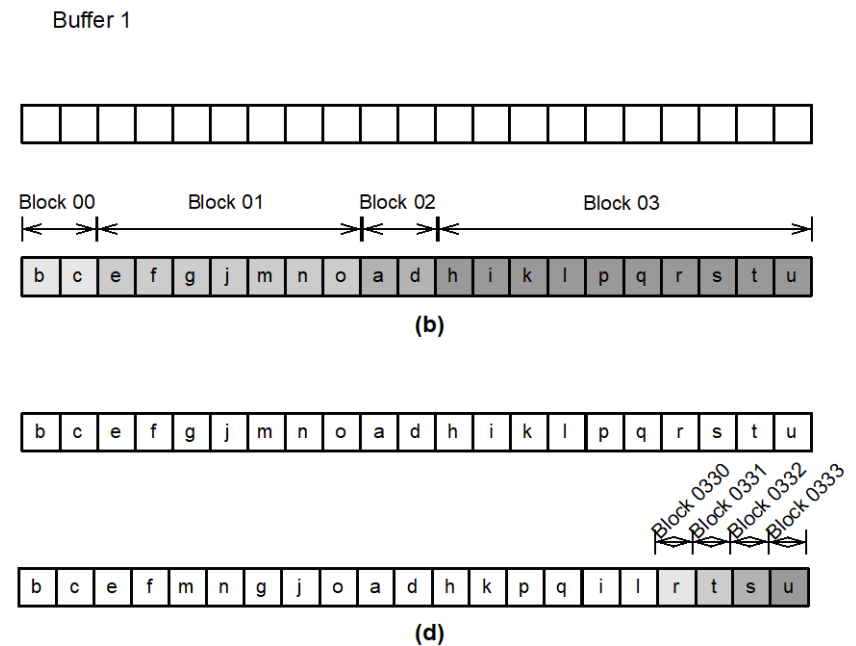 Buffer 1
Block 00 Block 01 Block 02 Block 03
b c e f g j m n o a d h i k l p q r s t u
(b)
b c e f g j m n o a d h i k l p q r s t u
Block 0330 Block 0331 Block 0332 Block 0333
b c e f m n g j o a d h k p q i l r t s u
(d)